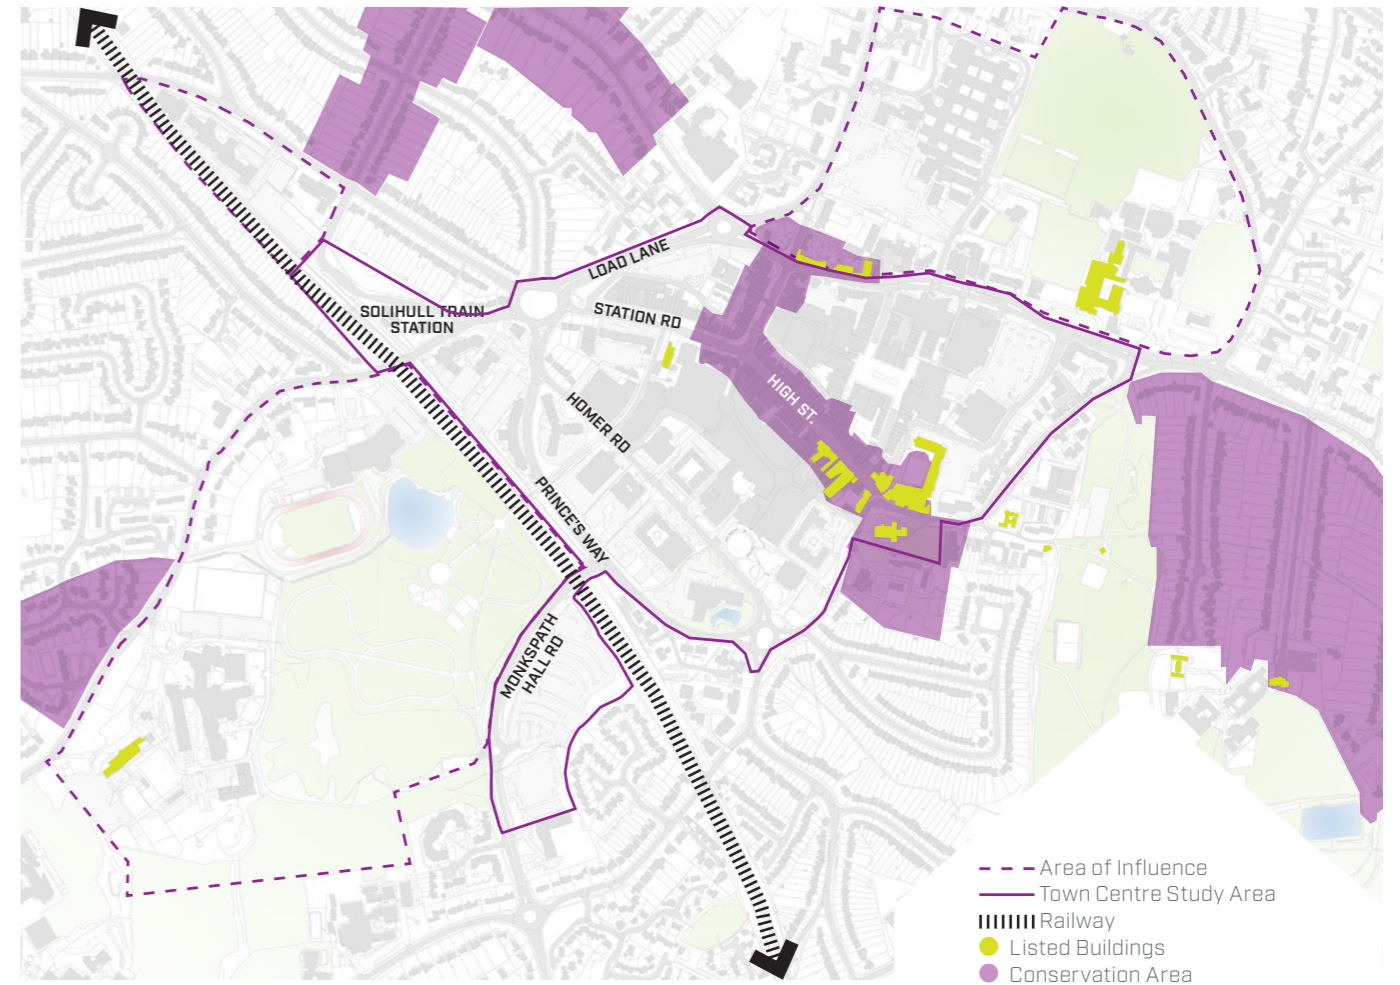 LOAD LANE
SOLIHULL TRAIN
STATION
STATION RD
HIGH ST.
HOMER RD
PRINCE'S WAY
MONKSPATH
HALL RD
Area of Influence
Town Centre Study Area
Railway
Listed Buildings
Conservation Area